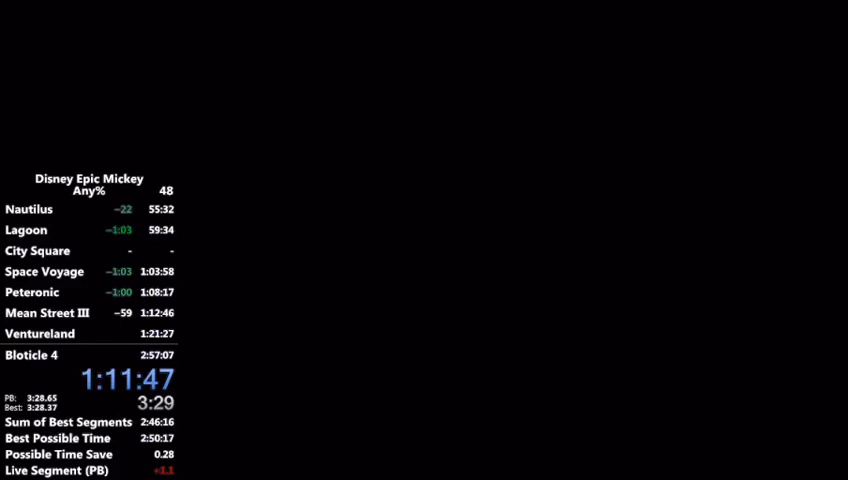 Disney Epic Mickey
Any% 48
Nautilus −22 55:32
Lagoon −1:03 59:34
City Square - -
Space Voyage −1:03 1:03:58
Peteronic −1:00 1:08:17
Mean Street III −59 1:12:46
Ventureland 1:21:27
Bloticle 4 2:57:07
1:11:47
PB: 3:28.65
Best: 3:28.37
3:29
Sum of Best Segments 2:46:16
Best Possible Time 2:50:17
Possible Time Save 0.28
Live Segment (PB) +1.1